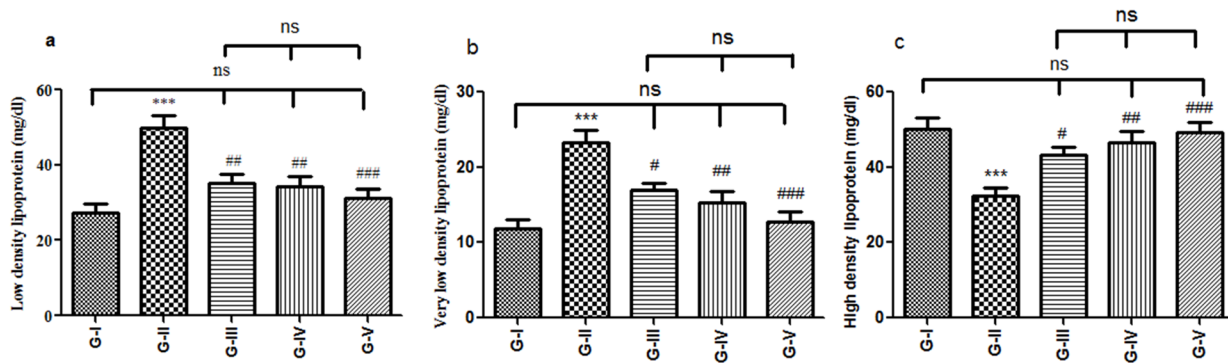 a
ns
ns
Low density lipoprotein (mg/dl)
60
40
20
0
***
##
##
###
G-I
G-II
G-III
G-IV
G-V
b
ns
ns
Very low density lipoprotein (mg/dl)
30
20
10
0
***
#
##
###
G-I
G-II
G-III
G-IV
G-V
c
ns
ns
High density lipoprotein (mg/dl)
60
40
20
0
***
#
##
###
G-I
G-II
G-III
G-IV
G-V